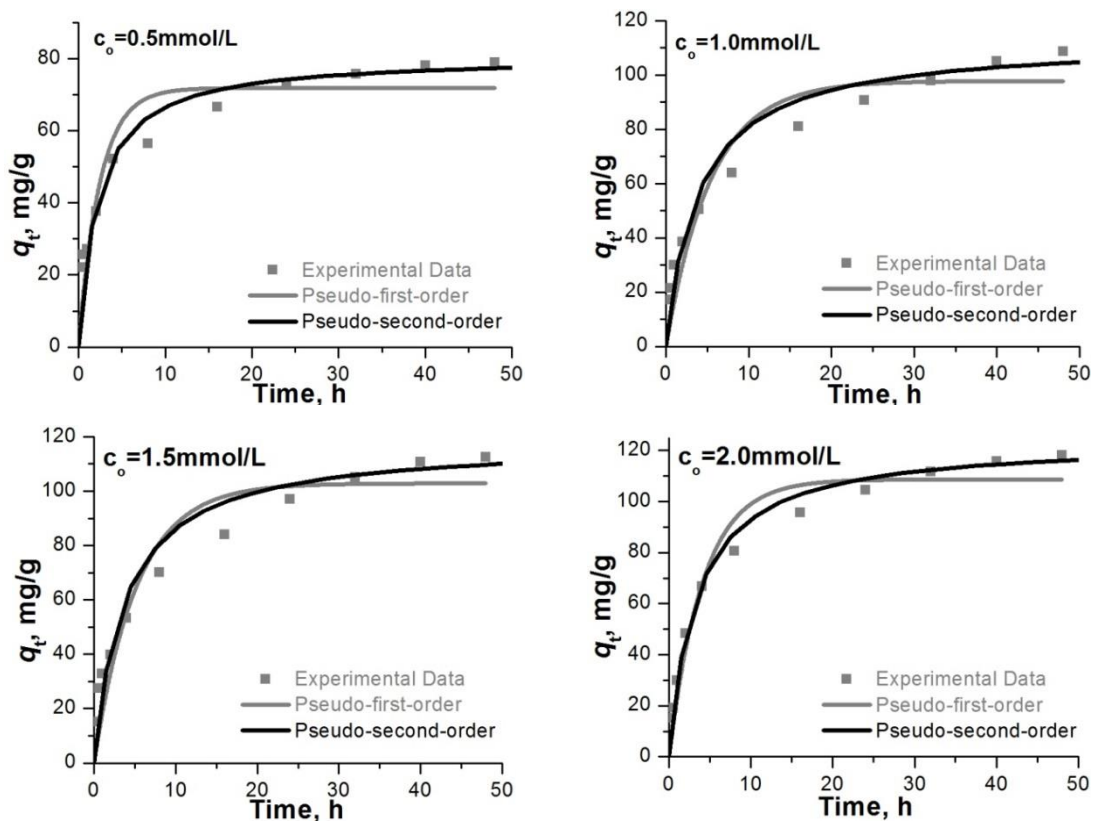 c₀=0.5mmol/L
qₜ, mg/g
80
60
40
20
0
Experimental Data
Pseudo-first-order
Pseudo-second-order
0 10 20 30 40 50
Time, h
c₀=1.0mmol/L
qₜ, mg/g
120
100
80
60
40
20
0
Experimental Data
Pseudo-first-order
Pseudo-second-order
0 10 20 30 40 50
Time, h
c₀=1.5mmol/L
qₜ, mg/g
120
100
80
60
40
20
0
Experimental Data
Pseudo-first-order
Pseudo-second-order
0 10 20 30 40 50
Time, h
c₀=2.0mmol/L
qₜ, mg/g
120
100
80
60
40
20
0
Experimental Data
Pseudo-first-order
Pseudo-second-order
0 10 20 30 40 50
Time, h